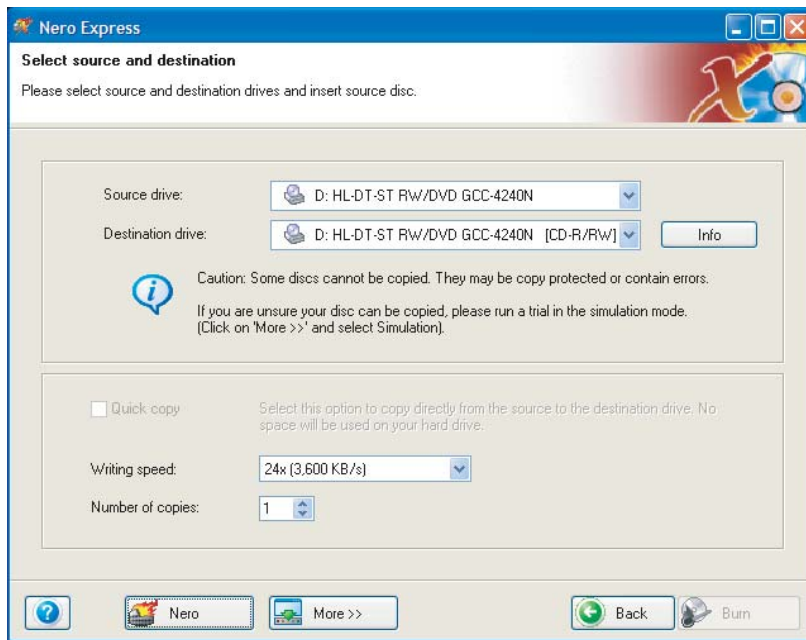 Nero Express
Select source and destination
Please select source and destination drives and insert source disc.
Source drive: D: HL-DT-ST RW/DVD GCC-4240N
Destination drive: D: HL-DT-ST RW/DVD GCC-4240N [CD-R/RW] Info
Caution: Some discs cannot be copied. They may be copy protected or contain errors.
If you are unsure your disc can be copied, please run a trial in the simulation mode.
(Click on 'More >>' and select Simulation).
Quick copy Select this option to copy directly from the source to the destination drive. No
space will be used on your hard drive.
Writing speed: 24x (3,600 KB/s)
Number of copies: 1
Nero More >> Back Burn